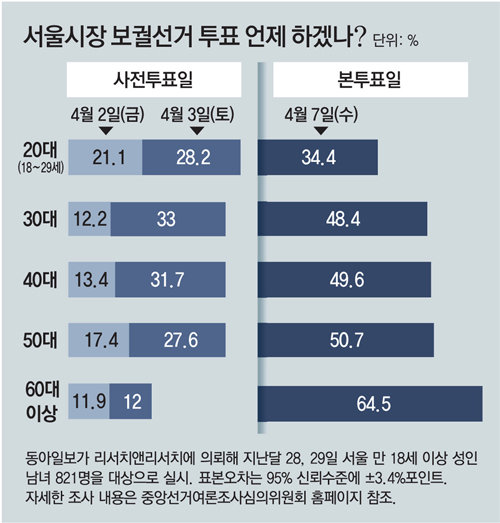 서울시장 보궐선거 투표 언제 하겠나? 단위: %
사전투표일 본투표일
4월 2일(금) 4월 3일(토) 4월 7일(수)
20대 21.1 28.2 34.4
(18~29세)
30대 12.2 33 48.4
40대 13.4 31.7 49.6
50대 17.4 27.6 50.7
60대
이상 11.9 12 64.5
동아일보가 리서치앤리서치에 의뢰해 지난달 28, 29일 서울 만 18세 이상 성인
남녀 821명을 대상으로 실시. 표본오차는 95% 신뢰수준에 ±3.4%포인트.
자세한 조사 내용은 중앙선거여론조사심의위원회 홈페이지 참조.